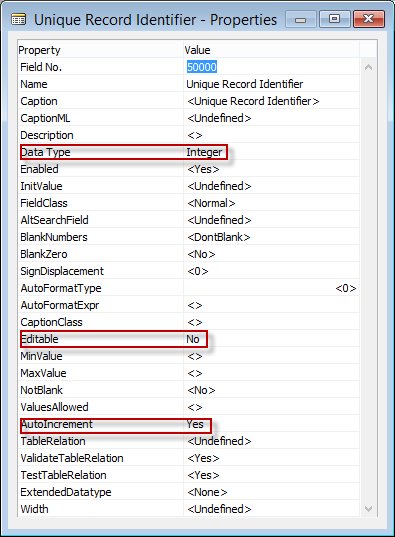 Unique Record Identifier - Properties
Property Value
Field No. 50000
Name Unique Record Identifier
Caption <Unique Record Identifier>
CaptionML <Undefined>
Description <>
Data Type Integer
Enabled <Yes>
InitValue <Undefined>
FieldClass <Normal>
AltSearchField <Undefined>
BlankNumbers <DontBlank>
BlankZero <No>
SignDisplacement <0>
AutoFormatType <0>
AutoFormatExpr <>
CaptionClass <>
Editable No
MinValue <>
MaxValue <>
NotBlank <No>
ValuesAllowed <>
AutoIncrement Yes
TableRelation <Undefined>
ValidateTableRelation <Yes>
TestTableRelation <Yes>
ExtendedDatatype <None>
Width <Undefined>